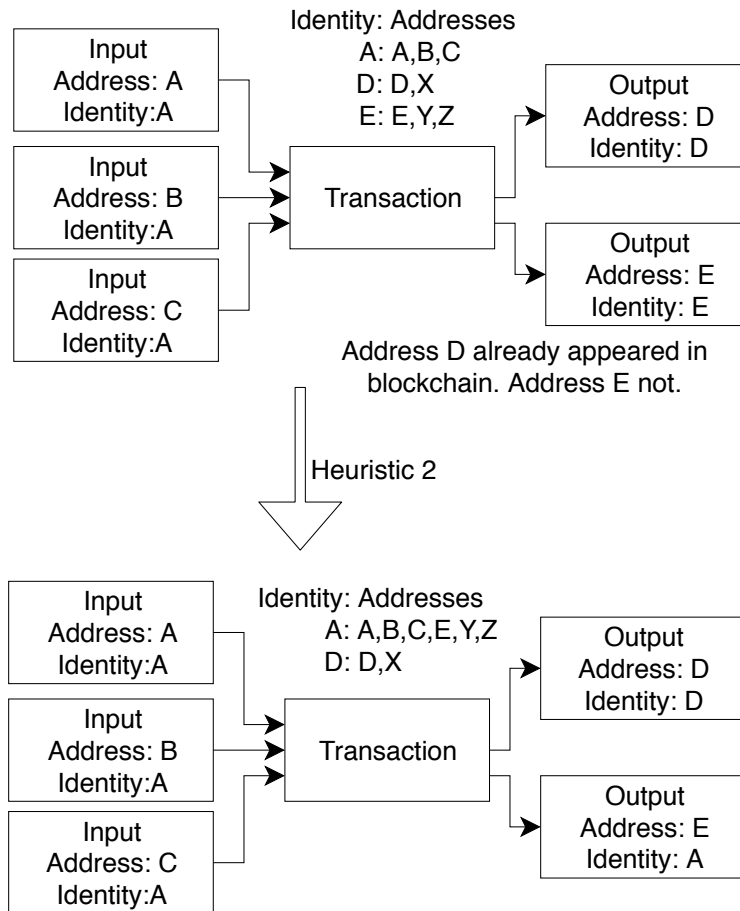 Input
Address: A
Identity:A
Input
Address: B
Identity:A
Input
Address: C
Identity:A
Identity: Addresses
A: A,B,C
D: D,X
E: E,Y,Z
Transaction
Output
Address: D
Identity: D
Output
Address: E
Identity: E
Address D already appeared in
blockchain. Address E not.
Heuristic 2
Input
Address: A
Identity:A
Input
Address: B
Identity:A
Input
Address: C
Identity:A
Identity: Addresses
A: A,B,C,E,Y,Z
D: D,X
Transaction
Output
Address: D
Identity: D
Output
Address: E
Identity: A